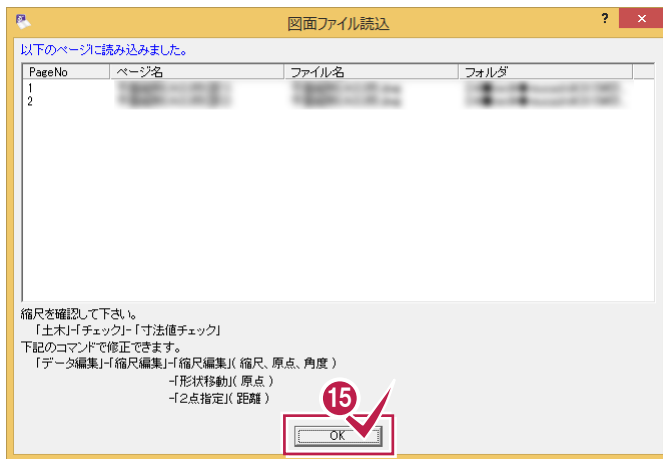 図面ファイル読込
? ×
以下のページに読み込みました。
PageNo ページ名 ファイル名 フォルダ
1
2
縮尺を確認して下さい。
「土木」-「チェック」-「寸法値チェック」
下記のコマンドで修正できます。
「データ編集」-「縮尺編集」-「縮尺編集」( 縮尺、原点、角度 )
-「形状移動」( 原点 )
-「2点指定」( 距離 )
15
OK